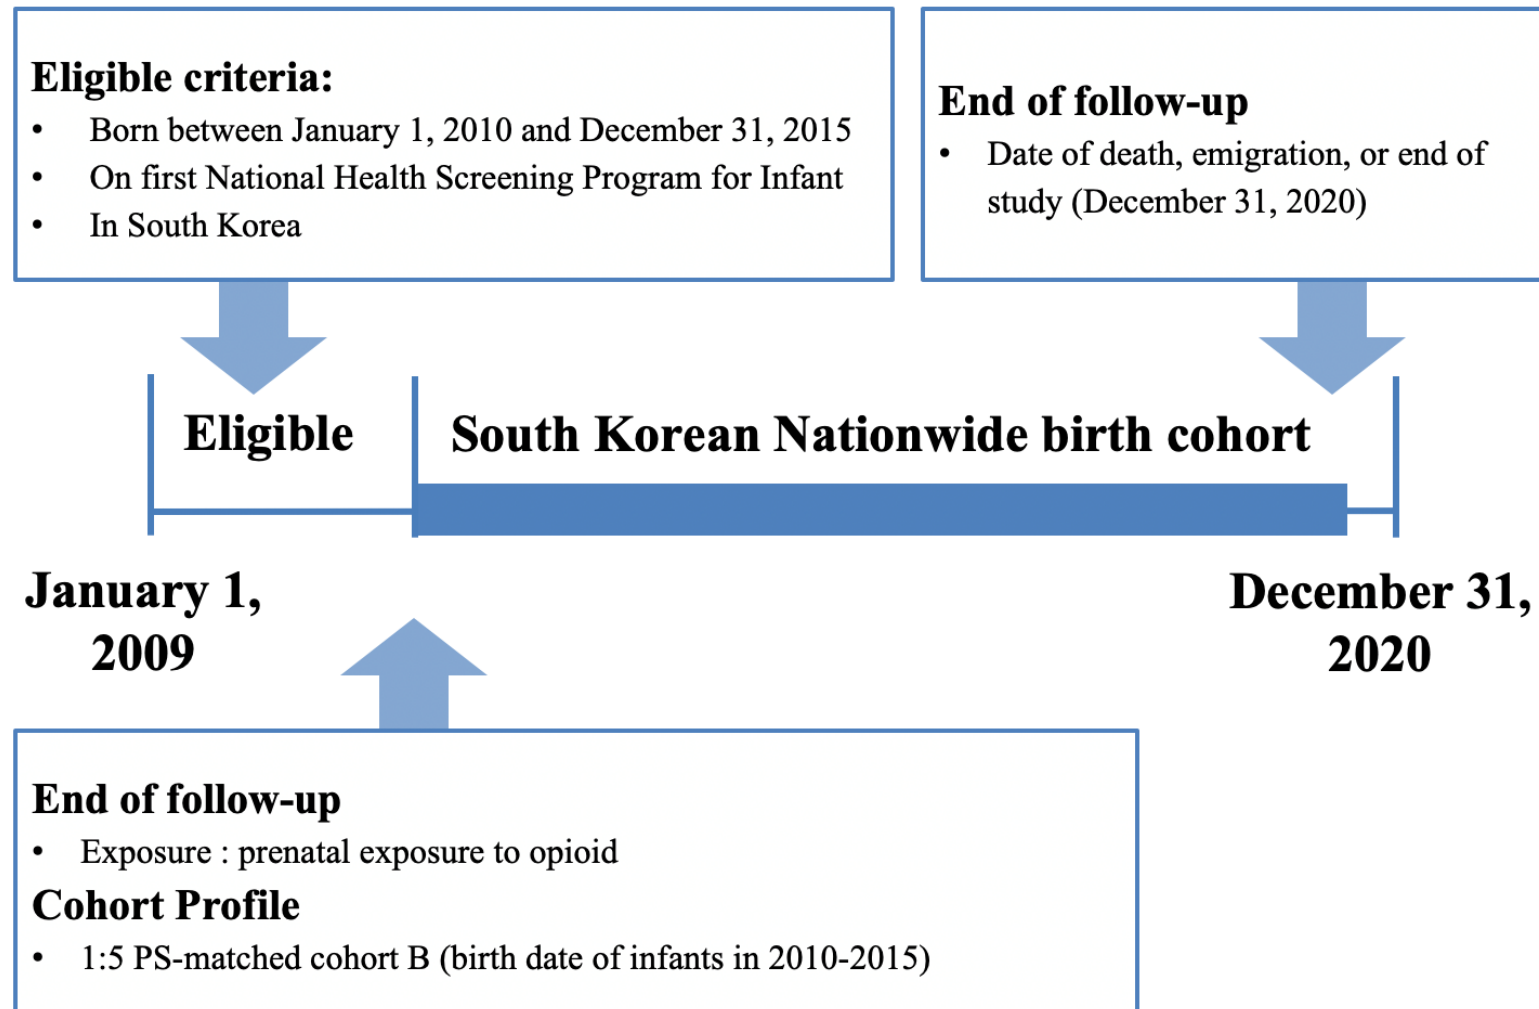 Eligible criteria:
• Born between January 1, 2010 and December 31, 2015
• On first National Health Screening Program for Infant
• In South Korea
End of follow-up
• Date of death, emigration, or end of
study (December 31, 2020)
Eligible
South Korean Nationwide birth cohort
January 1,
2009
December 31,
2020
End of follow-up
• Exposure : prenatal exposure to opioid
Cohort Profile
• 1:5 PS-matched cohort B (birth date of infants in 2010-2015)